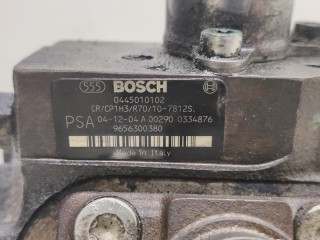 555 BOSCH
0445010102
CR/CP1H3/R70/10-7812S.
PSA 04-12-04 A 00290 0334876
9656300380
Made in Italy